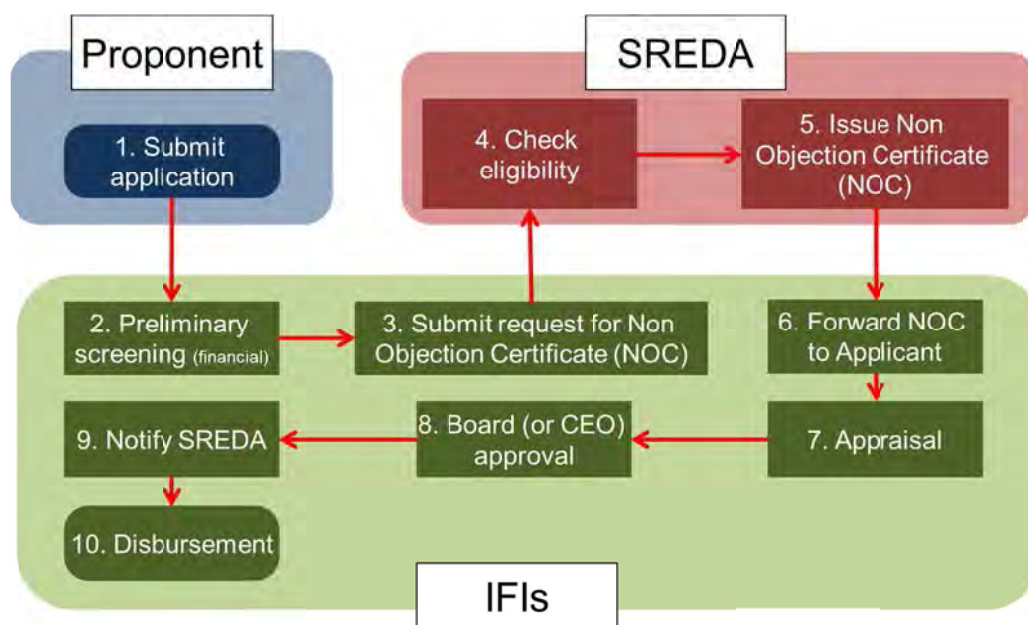 Proponent
SREDA
1. Submit
application
4. Check
eligibility
5. Issue Non
Objection Certificate
(NOC)
2. Preliminary
screening (financial)
3. Submit request for Non
Objection Certificate (NOC)
6. Forward NOC
to Applicant
7. Appraisal
8. Board (or CEO)
approval
9. Notify SREDA
10. Disbursement
IFIs